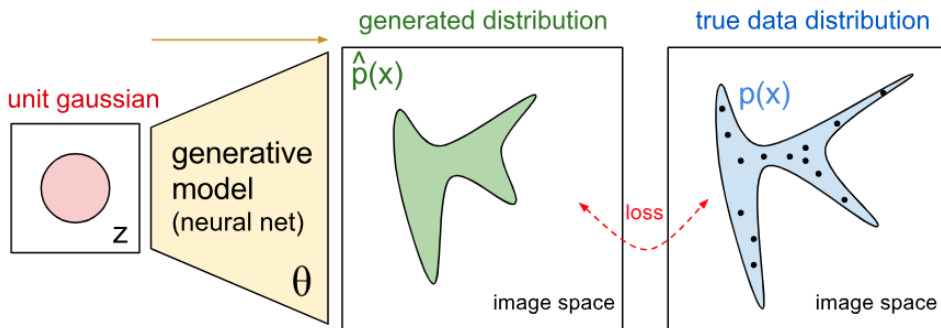 generated distribution
true data distribution
unit gaussian
z
generative
model
(neural net)
θ
p̂(x)
image space
loss
p(x)
image space